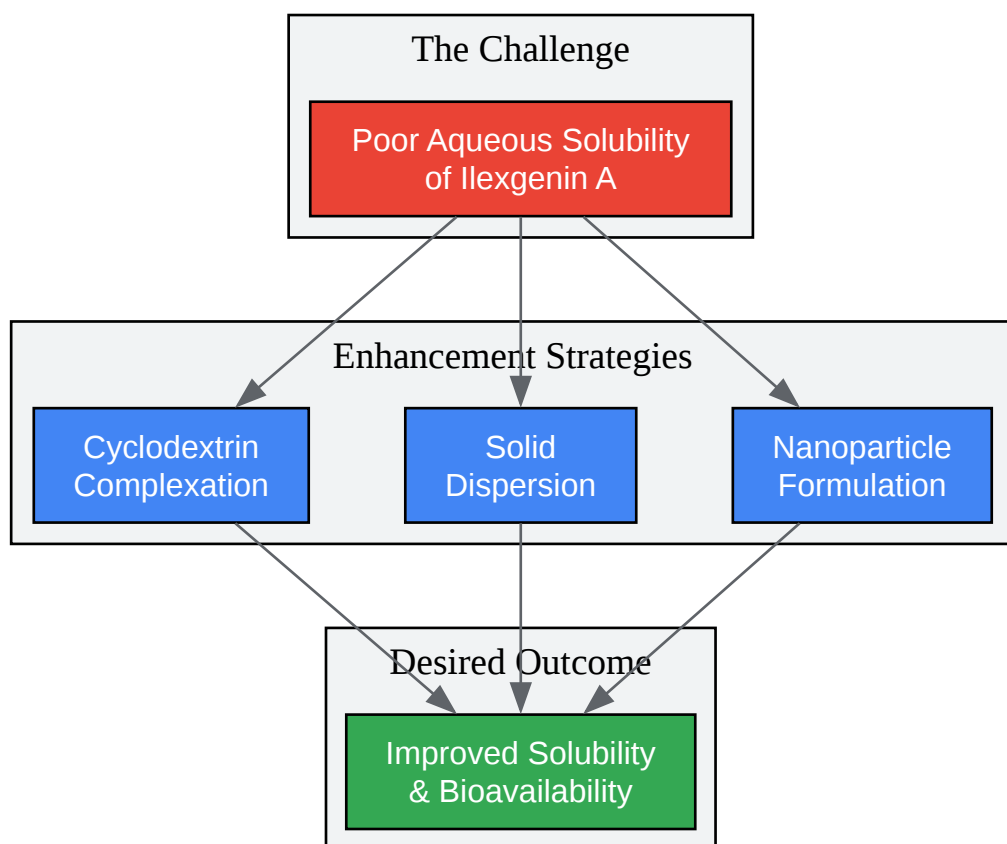 The Challenge
Poor Aqueous Solubility
of Ilexgenin A
Enhancement Strategies
Cyclodextrin
Complexation
Solid
Dispersion
Nanoparticle
Formulation
Desired Outcome
Improved Solubility
& Bioavailability